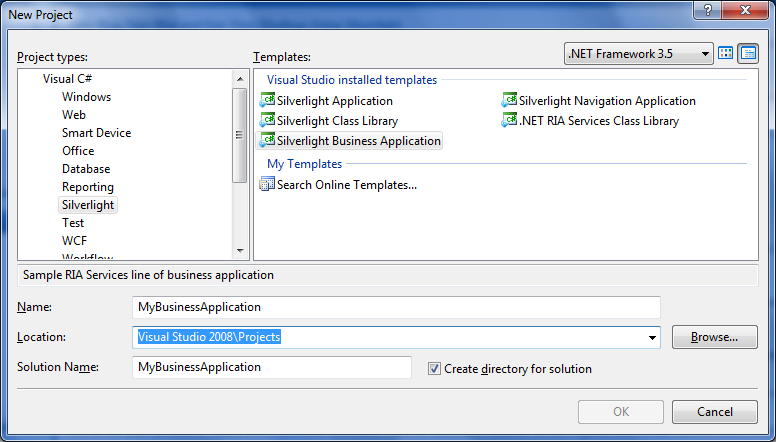 New Project
Project types:
Templates:
.NET Framework 3.5
Visual C#
Windows
Web
Smart Device
Office
Database
Reporting
Silverlight
Test
WCF
Workflow
Visual Studio installed templates
Silverlight Application
Silverlight Navigation Application
Silverlight Class Library
.NET RIA Services Class Library
Silverlight Business Application
My Templates
Search Online Templates...
Sample RIA Services line of business application
Name:
MyBusinessApplication
Location:
Visual Studio 2008\Projects
Browse...
Solution Name:
MyBusinessApplication
Create directory for solution
OK
Cancel